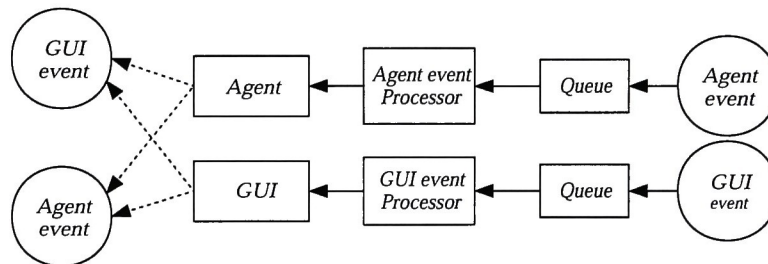 GUI
event
Agent
Agent event
Processor
Queue
Agent
event
Agent
event
GUI
GUI event
Processor
Queue
GUI
event